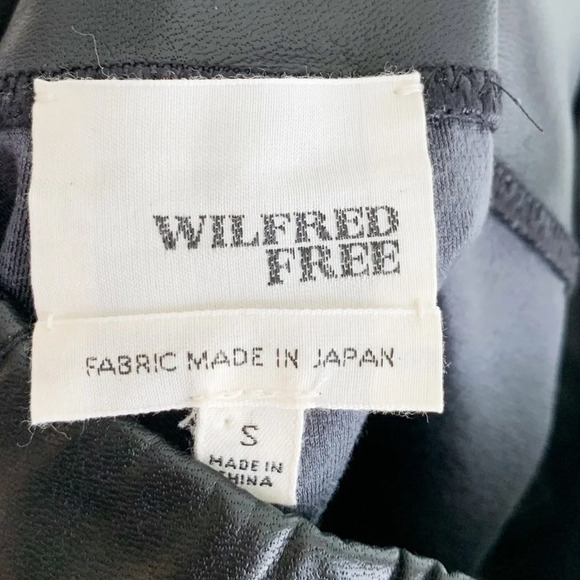 WILFRED
FREE
FABRIC MADE IN JAPAN
S
MADE IN
CHINA